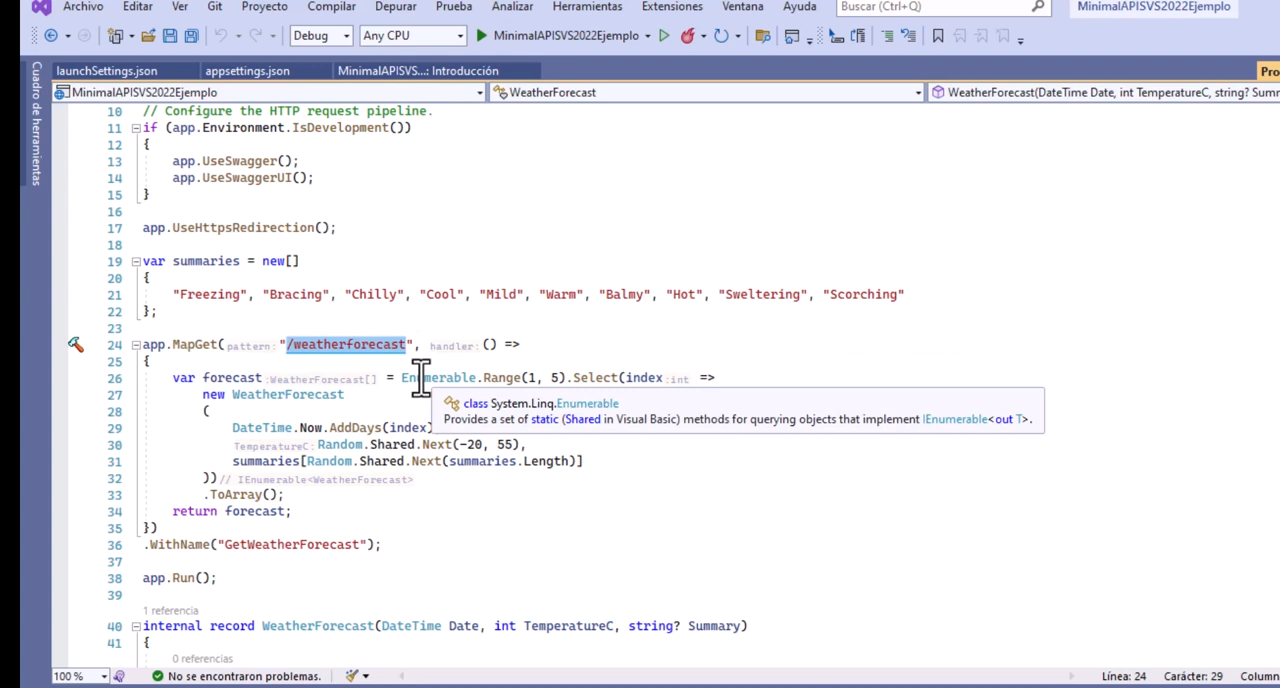 Archivo Editar Ver Git Proyecto Compilar Depurar Prueba Analizar Herramientas Extensiones Ventana Ayuda Buscar (Ctrl+Q) MinimalAPISVS2022Ejemplo
Debug Any CPU MinimalAPISVS2022Ejemplo
Cuadro de herramientas
launchSettings.json appsettings.json MinimalAPISVS...: Introducción Pro
MinimalAPISVS2022Ejemplo WeatherForecast WeatherForecast(DateTime Date, int TemperatureC, string? Summ
10 // Configure the HTTP request pipeline.
11 if (app.Environment.IsDevelopment())
12 {
13 app.UseSwagger();
14 app.UseSwaggerUI();
15 }
16
17 app.UseHttpsRedirection();
18
19 var summaries = new[]
20 {
21 "Freezing", "Bracing", "Chilly", "Cool", "Mild", "Warm", "Balmy", "Hot", "Sweltering", "Scorching"
22 };
23
24 app.MapGet(pattern: "/weatherforecast", handler: () =>
25 {
26 var forecast :WeatherForecast[] = Enumerable.Range(1, 5).Select(index :int =>
27 new WeatherForecast
28 (
29 DateTime.Now.AddDays(index)
30 TemperatureC: Random.Shared.Next(-20, 55),
31 summaries[Random.Shared.Next(summaries.Length)]
32 )) // IEnumerable<WeatherForecast>
33 .ToArray();
34 return forecast;
35 })
36 .WithName("GetWeatherForecast");
37
38 app.Run();
39
1 referencia
40 internal record WeatherForecast(DateTime Date, int TemperatureC, string? Summary)
41 {
0 referencias
class System.Linq.Enumerable
Provides a set of static (Shared in Visual Basic) methods for querying objects that implement IEnumerable<out T>.
100 % No se encontraron problemas. Línea: 24 Carácter: 29 Column